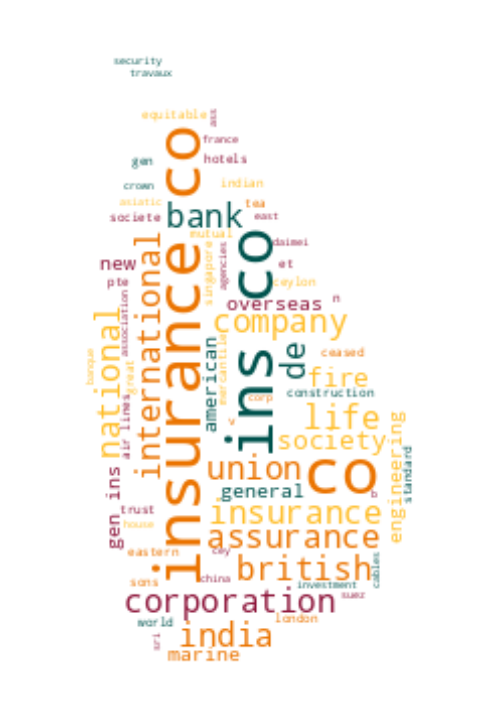 security
travaux
equitable
ass
insurance co
france
gen
hotels
crown
indian
asiatic
tea
societe
bank
east
mutual
ins co
international
singapore
agencies
daimei
new
et
pte
ceylon
association
overseas
n
national
company
american
mercantile
de
ceased
banque
great
fire
construction
air lines
corp
life
v
society
engineering
standard
union
co
gen ins
general
b
trust
insurance
house
assurance
eastern
cey
british
cables
sons
china
investment
corporation
suez
world
london
sri
india
marine